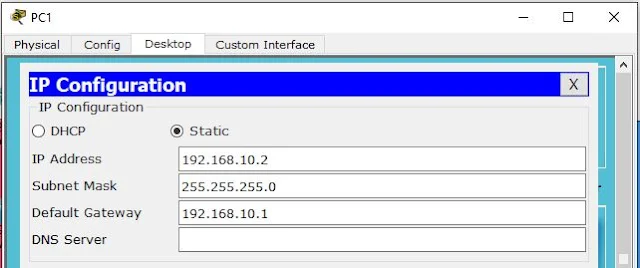 PC1
Physical Config Desktop Custom Interface
IP Configuration X
IP Configuration
DHCP Static
IP Address 192.168.10.2
Subnet Mask 255.255.255.0
Default Gateway 192.168.10.1
DNS Server